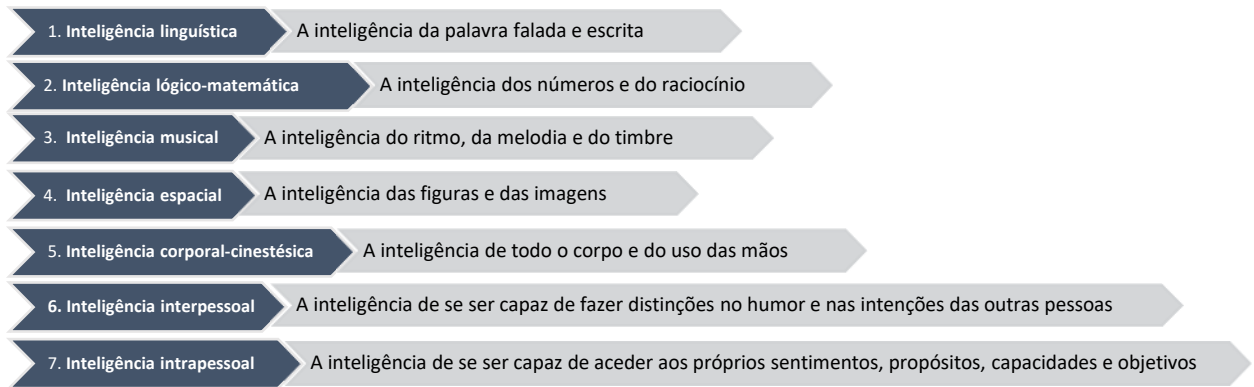 1. Inteligência linguística A inteligência da palavra falada e escrita
2. Inteligência lógico-matemática A inteligência dos números e do raciocínio
3. Inteligência musical A inteligência do ritmo, da melodia e do timbre
4. Inteligência espacial A inteligência das figuras e das imagens
5. Inteligência corporal-cinestésica A inteligência de todo o corpo e do uso das mãos
6. Inteligência interpessoal A inteligência de se ser capaz de fazer distinções no humor e nas intenções das outras pessoas
7. Inteligência intrapessoal A inteligência de se ser capaz de aceder aos próprios sentimentos, propósitos, capacidades e objetivos